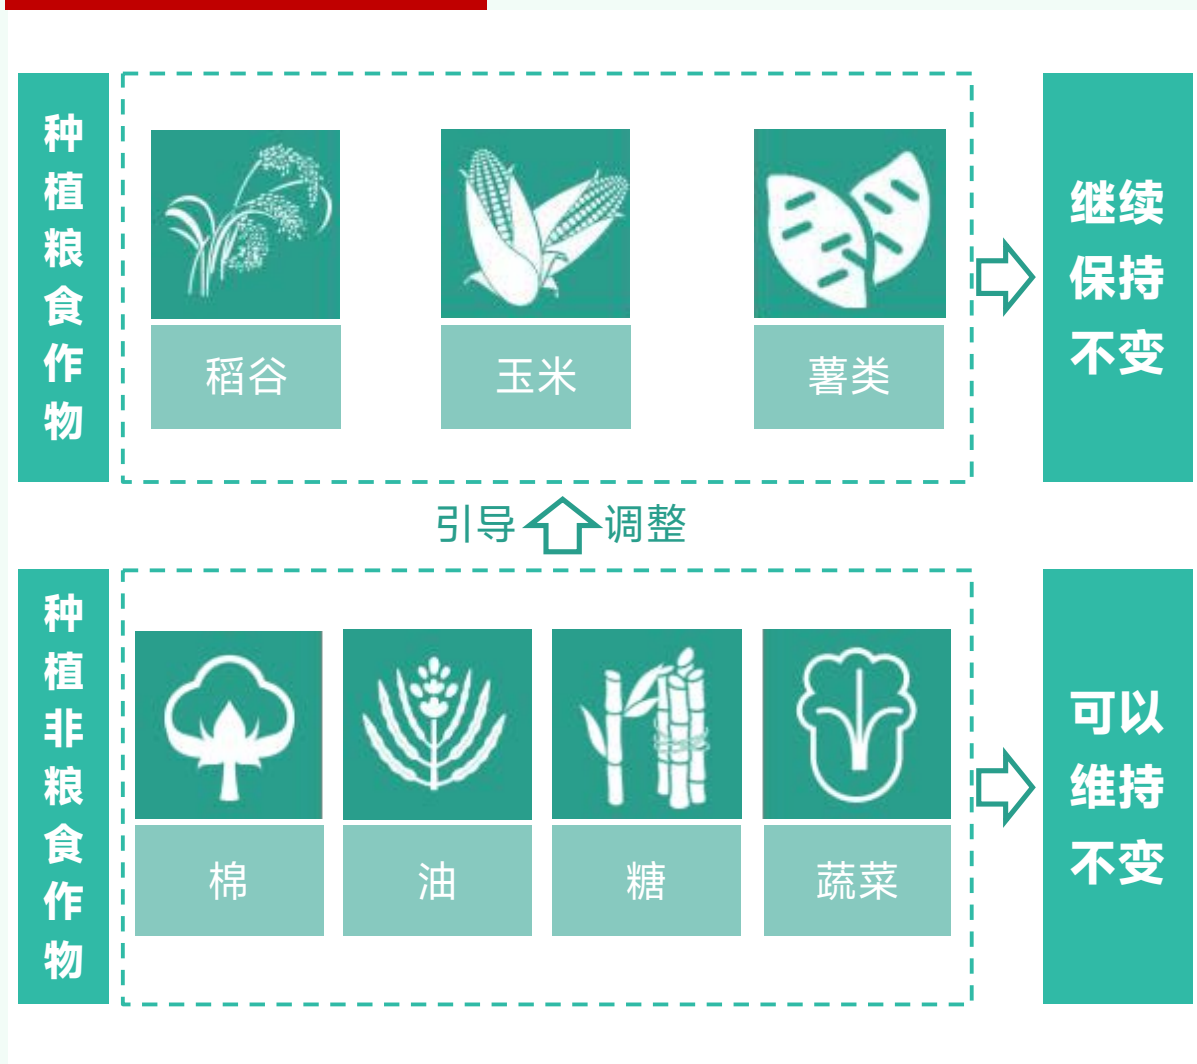 种植粮食作物
稻谷
玉米
薯类
继续
保持
不变
引导 调整
种植非粮食作物
棉
油
糖
蔬菜
可以
维持
不变